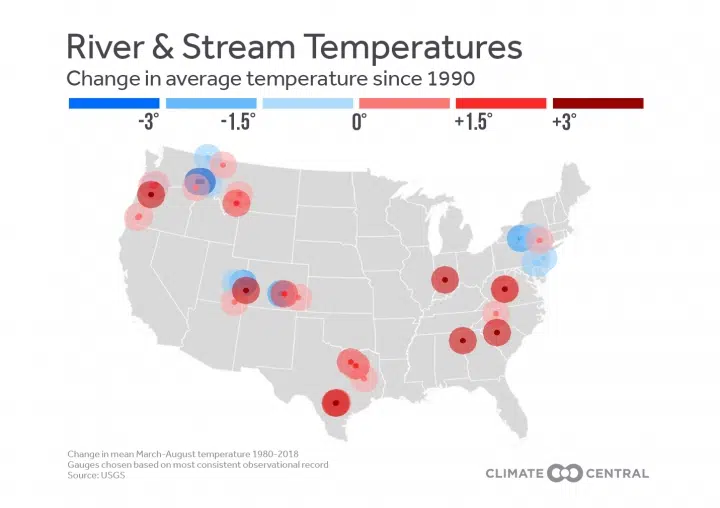 River & Stream Temperatures
Change in average temperature since 1990
-3° -1.5° 0° +1.5° +3°
Change in mean March-August temperature 1980-2018
Gauges chosen based on most consistent observational record
Source: USGS
CLIMATE CENTRAL